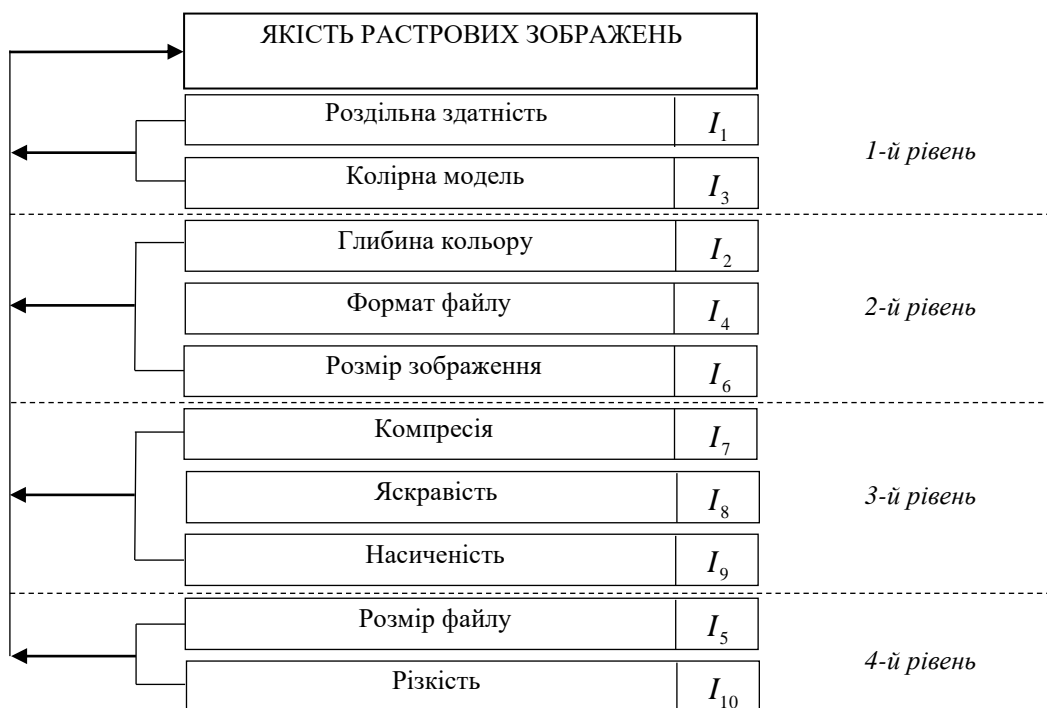 ЯКІСТЬ РАСТРОВИХ ЗОБРАЖЕНЬ
Роздільна здатність I₁
Колірна модель I₃
1-й рівень
Глибина кольору I₂
Формат файлу I₄
Розмір зображення I₆
2-й рівень
Компресія I₇
Яскравість I₈
Насиченість I₉
3-й рівень
Розмір файлу I₅
Різкість I₁₀
4-й рівень